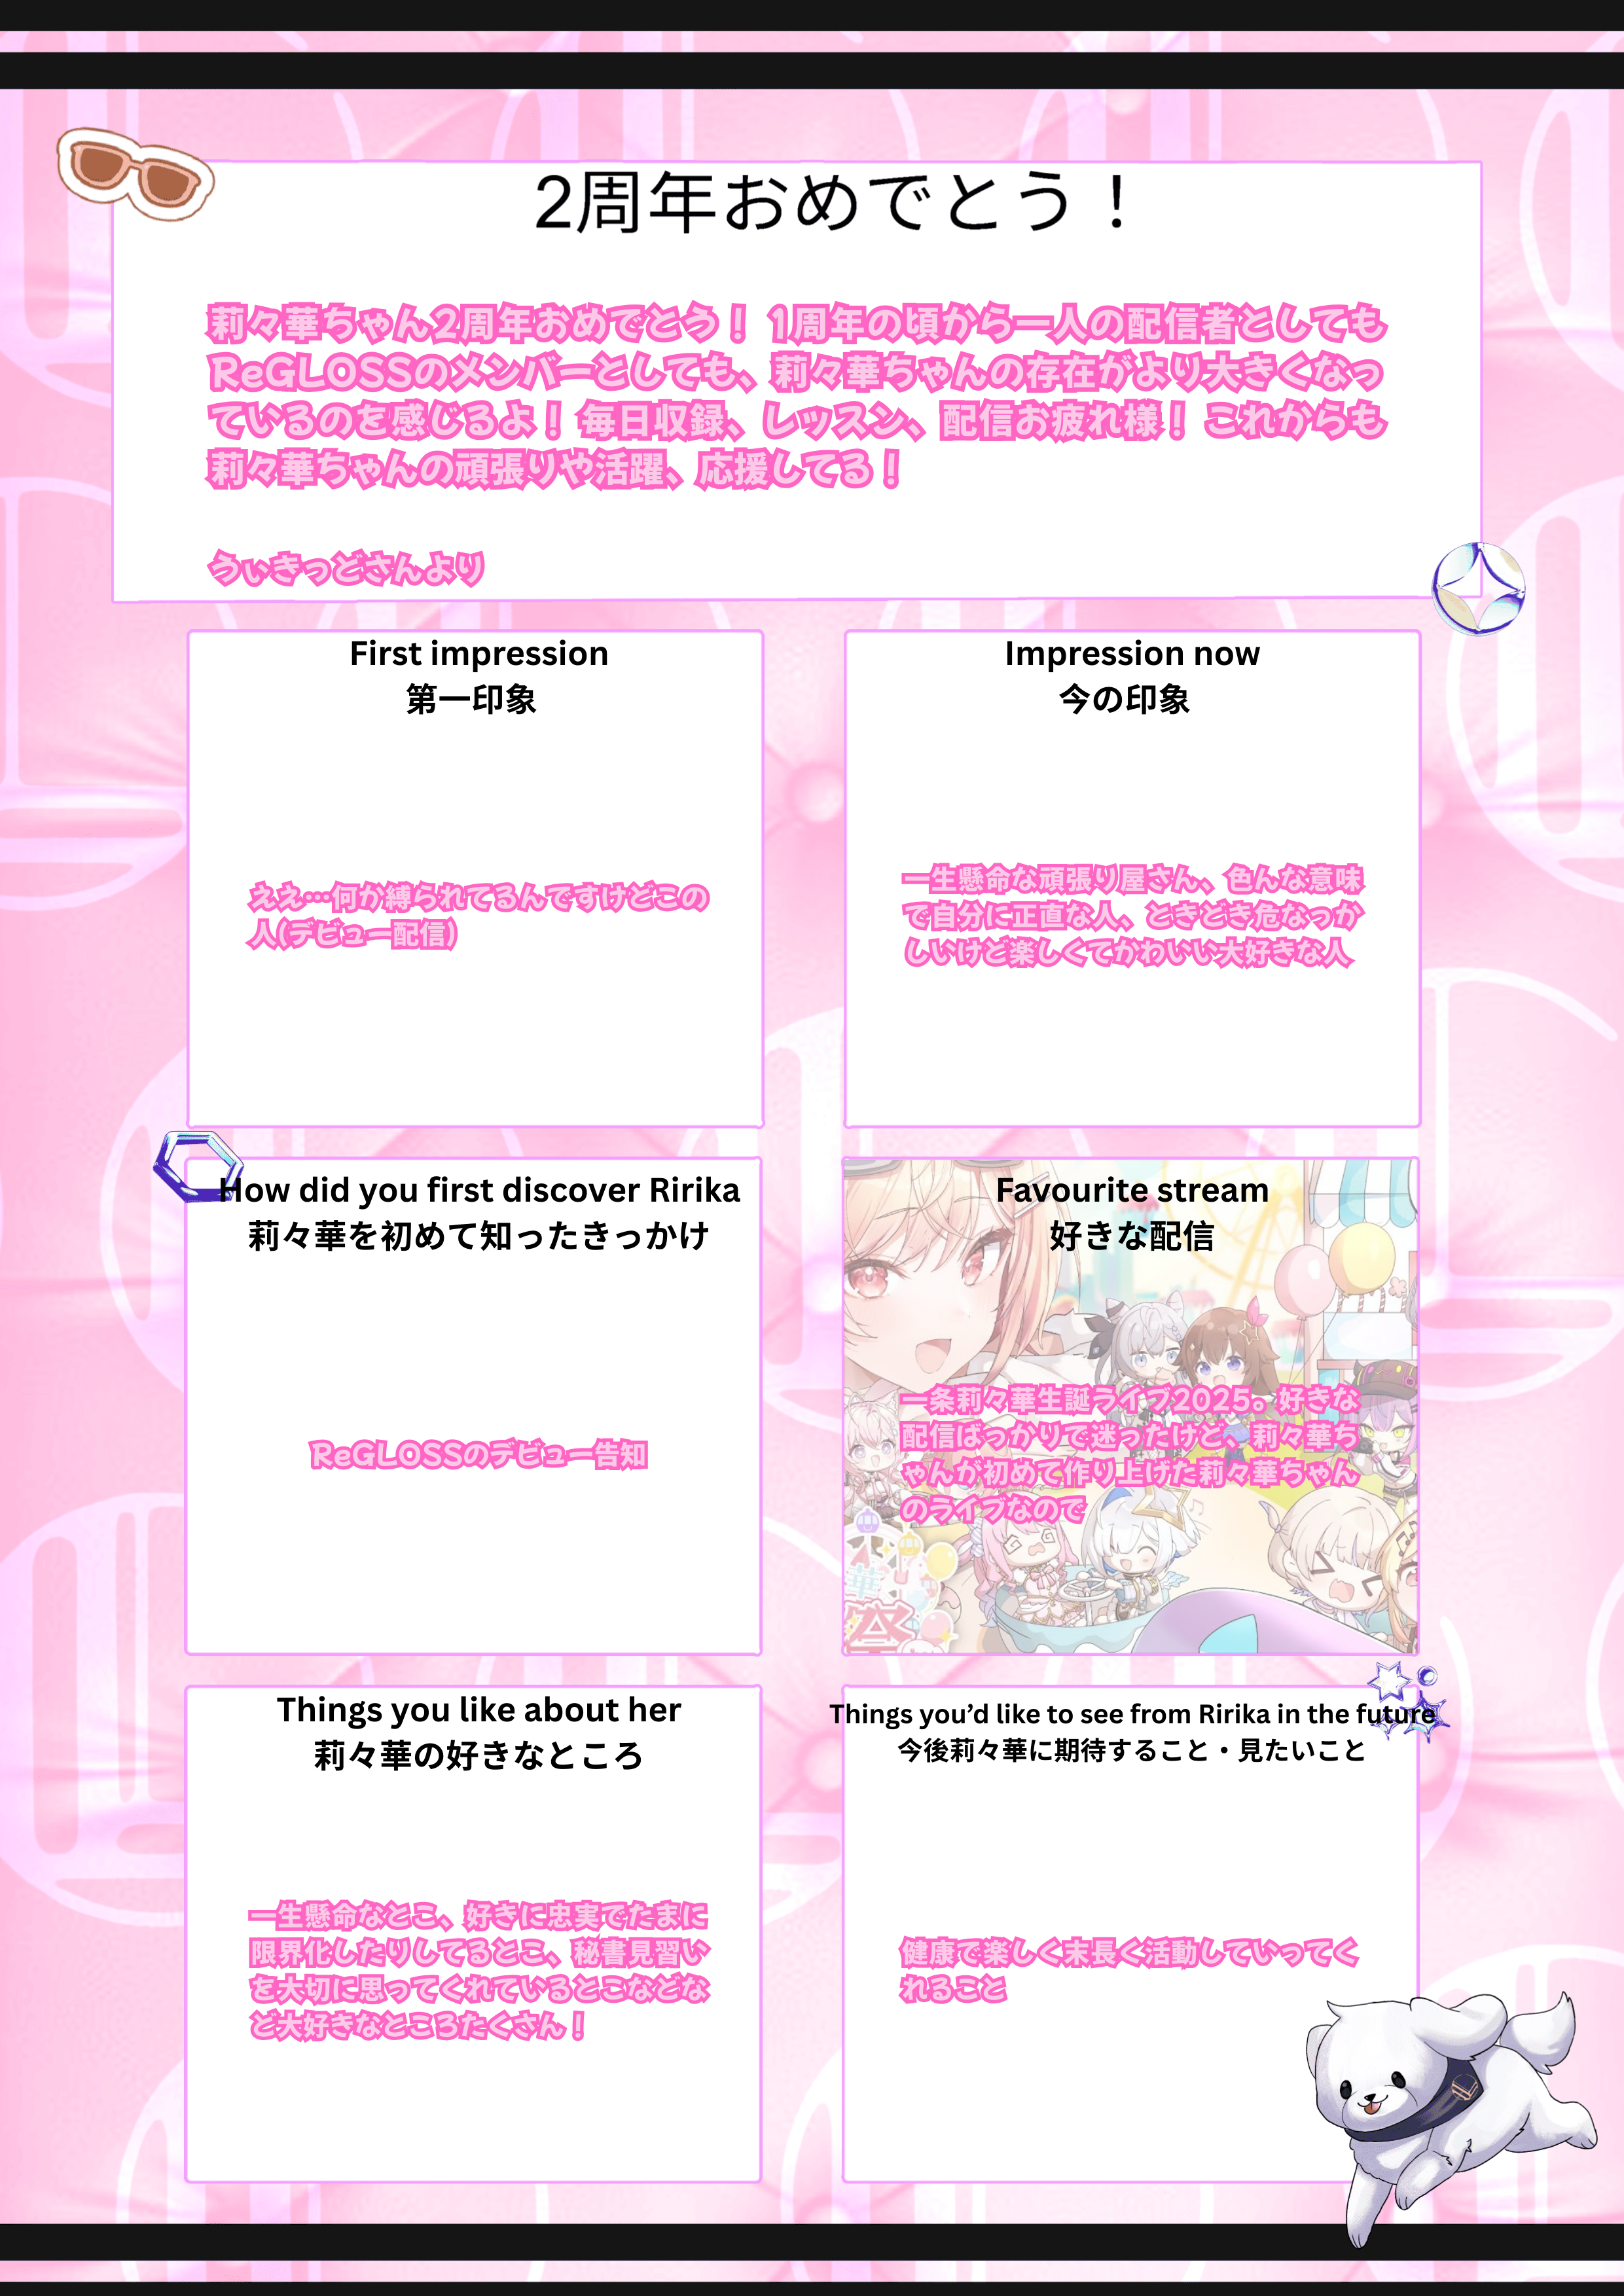 2周年おめでとう！
莉々華ちゃん2周年おめでとう！ 1周年の頃から一人の配信者としても
ReGLOSSのメンバーとしても、莉々華ちゃんの存在がより大きくなっ
ているのを感じるよ！ 毎日収録、レッスン、配信お疲れ様！ これからも
莉々華ちゃんの頑張りや活躍、応援してる！
うぃきっどさんより
First impression
第一印象
ええ…何か縛られてるんですけどこの
人(デビュー配信)
Impression now
今の印象
一生懸命な頑張り屋さん、色んな意味
で自分に正直な人、ときどき危なっか
しいけど楽しくてかわいい大好きな人
How did you first discover Ririka
莉々華を初めて知ったきっかけ
ReGLOSSのデビュー告知
Favourite stream
好きな配信
一条莉々華生誕ライブ2025。好きな
配信ばっかりで迷ったけど、莉々華ち
ゃんが初めて作り上げた莉々華ちゃん
のライブなので
華
祭
Things you like about her
莉々華の好きなところ
一生懸命なとこ、好きに忠実でたまに
限界化したりしてるとこ、秘書見習い
を大切に思ってくれているとこなどな
ど大好きなところたくさん！
Things you’d like to see from Ririka in the future
今後莉々華に期待すること・見たいこと
健康で楽しく末長く活動していってく
れること